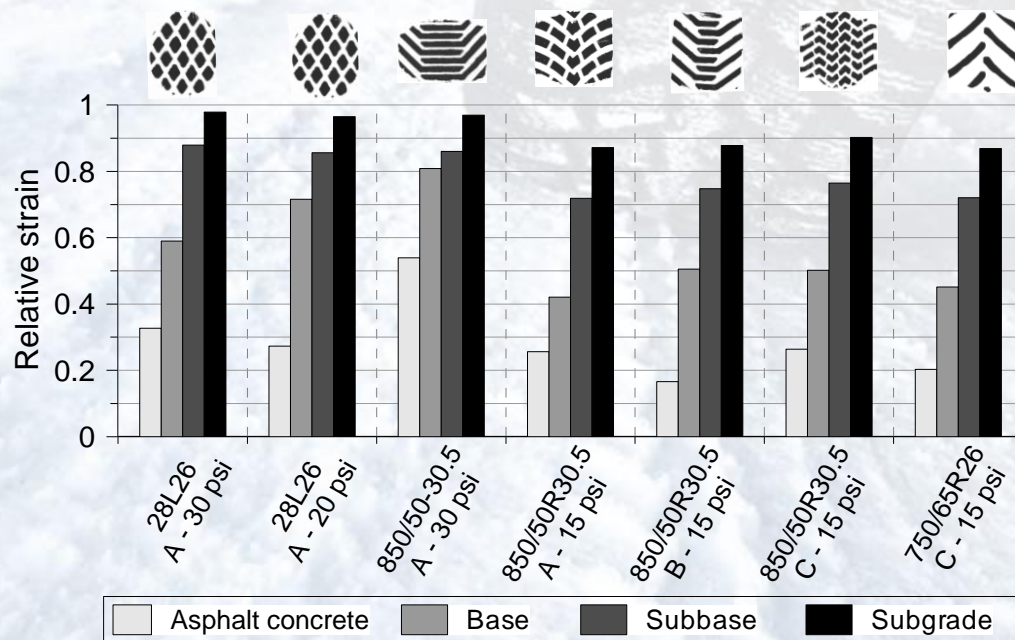 Relative strain
1
0.8
0.6
0.4
0.2
0
28L26
A - 30 psi
28L26
A - 20 psi
850/50-30.5
A - 30 psi
850/50R30.5
A - 15 psi
850/50R30.5
B - 15 psi
850/50R30.5
C - 15 psi
750/65R26
C - 15 psi
Asphalt concrete Base Subbase Subgrade